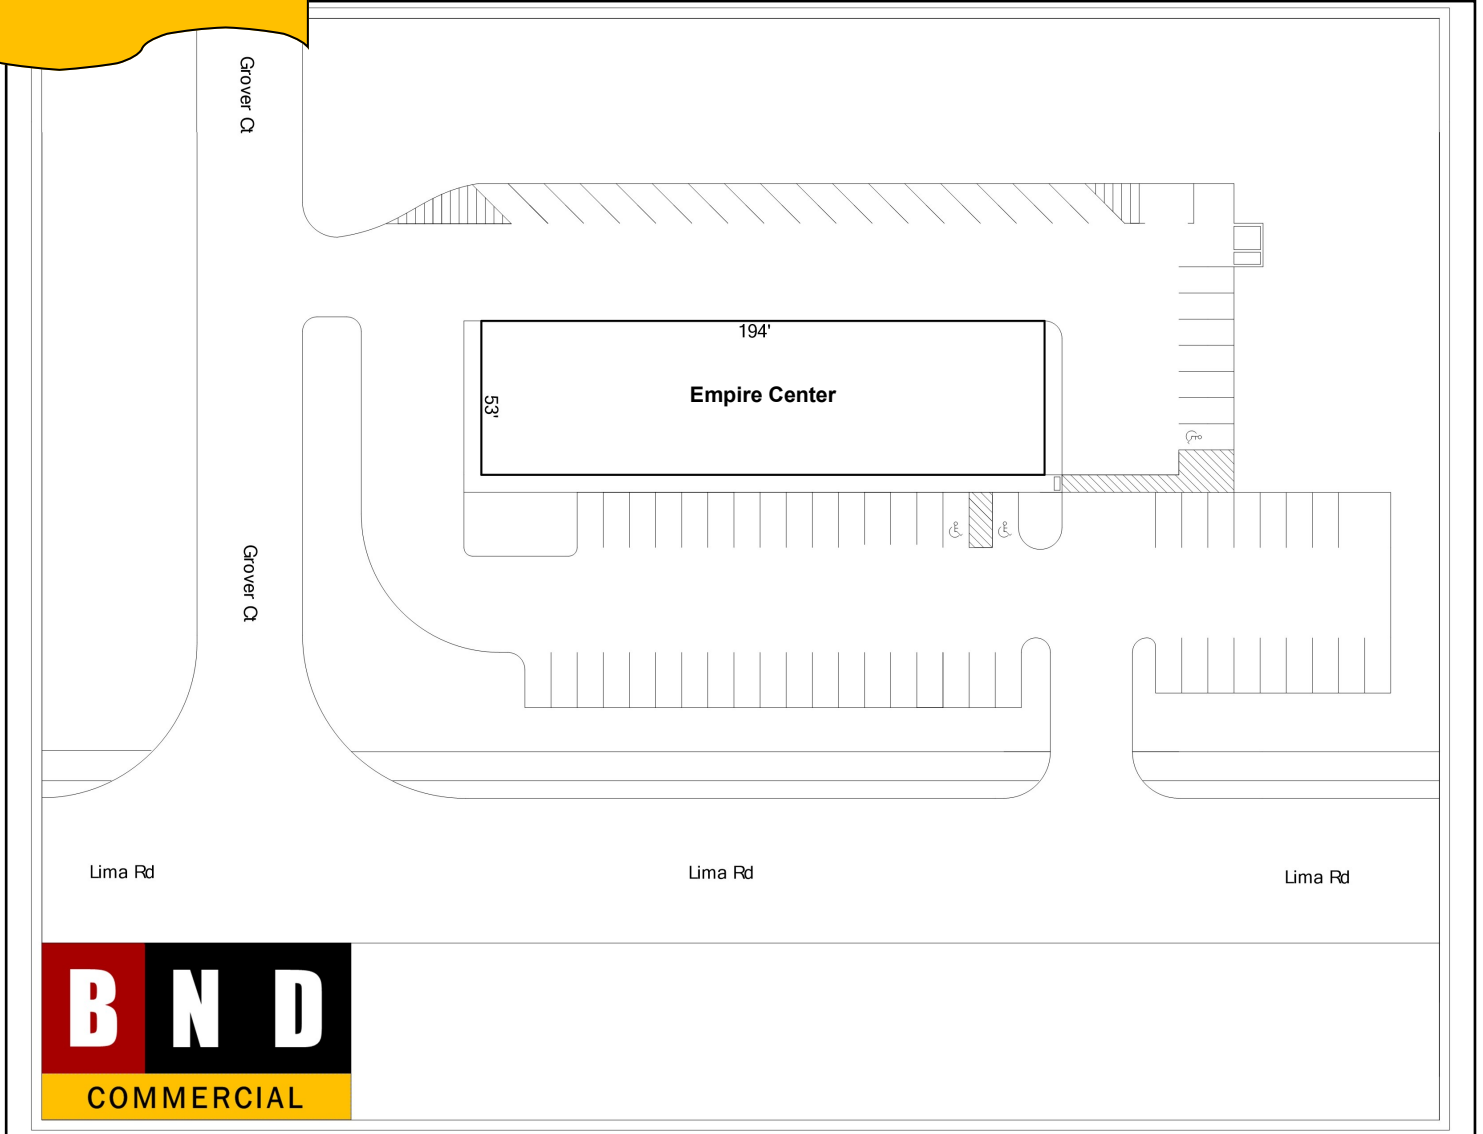 Grover Ct
194'
Empire Center
53'
Grover Ct
Lima Rd
Lima Rd
Lima Rd
BND
COMMERCIAL